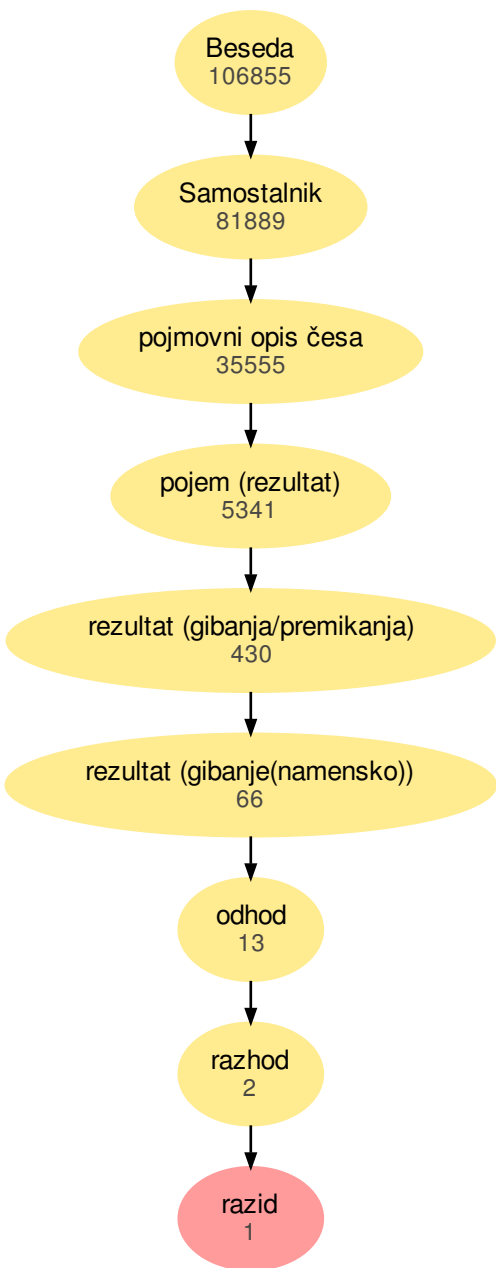 Beseda
106855
Samostalnik
81889
pojmovni opis česa
35555
pojem (rezultat)
5341
rezultat (gibanja/premikanja)
430
rezultat (gibanje(namensko))
66
odhod
13
razhod
2
razid
1